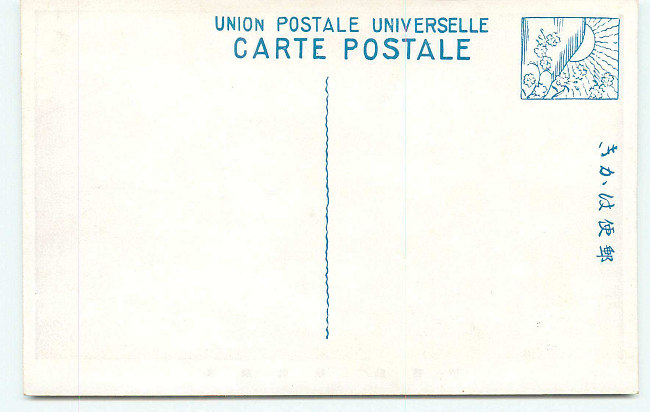 UNION POSTALE UNIVERSELLE
CARTE POSTALE
郵便はかき